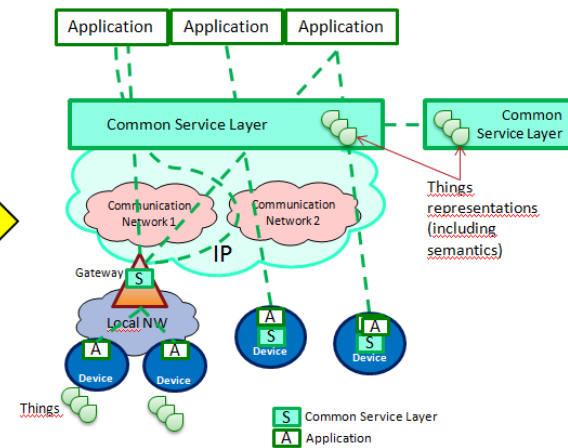 Application
Application
Application
Common Service Layer
Common
Service Layer
Communication
Network 1
Communication
Network 2
Things
representations
(including
semantics)
IP
Gateway
S
Local NW
A
A
Device
Device
A
S
Device
A
S
Device
Things
S Common Service Layer
A Application